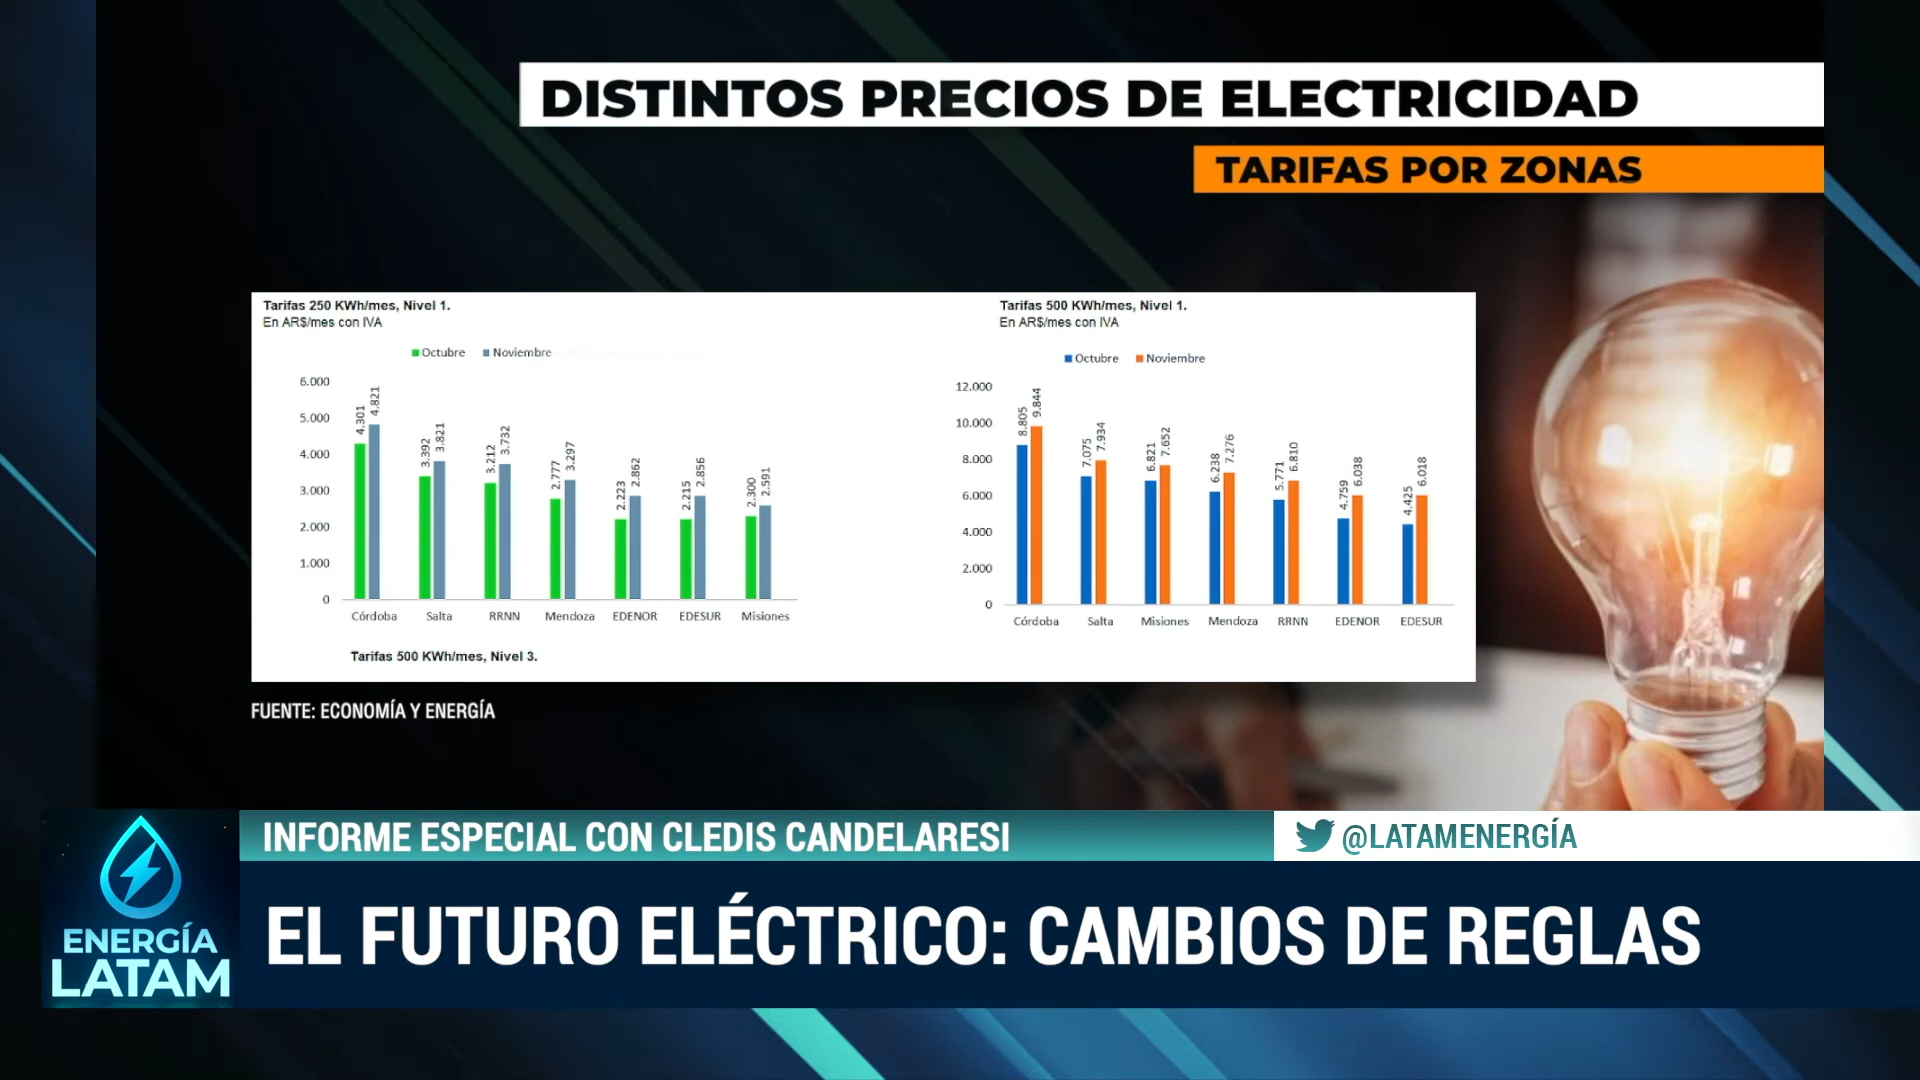 DISTINTOS PRECIOS DE ELECTRICIDAD
TARIFAS POR ZONAS
Tarifas 250 KWh/mes, Nivel 1.
En AR$/mes con IVA
Octubre Noviembre
6.000
5.000
4.000
3.000
2.000
1.000
0
4.301 4.821 3.392 3.821 3.212 3.732 2.777 3.297 2.223 2.862 2.215 2.856 2.300 2.591
Córdoba Salta RRNN Mendoza EDENOR EDESUR Misiones
Tarifas 500 KWh/mes, Nivel 3.
Tarifas 500 KWh/mes, Nivel 1.
En AR$/mes con IVA
Octubre Noviembre
12.000
10.000
8.000
6.000
4.000
2.000
0
8.805 9.844 7.075 7.934 6.821 7.652 6.238 7.276 5.771 6.810 4.759 6.038 4.425 6.018
Córdoba Salta Misiones Mendoza RRNN EDENOR EDESUR
FUENTE: ECONOMÍA Y ENERGÍA
INFORME ESPECIAL CON CLEDIS CANDELARESI
@LATAMENERGÍA
ENERGÍA
LATAM
EL FUTURO ELÉCTRICO: CAMBIOS DE REGLAS